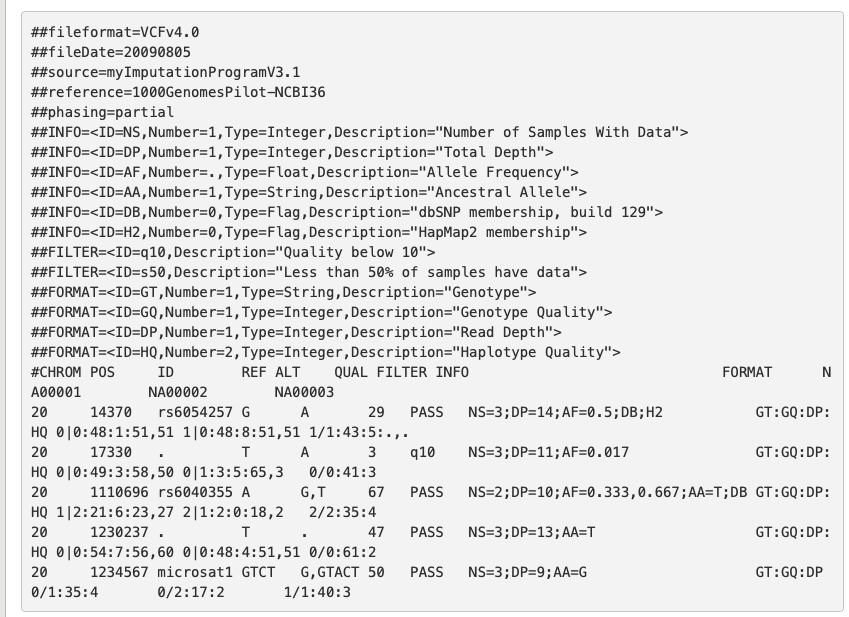 ##fileformat=VCFv4.0
##fileDate=20090805
##source=myImputationProgramV3.1
##reference=1000GenomesPilot-NCBI36
##phasing=partial
##INFO=<ID=NS,Number=1,Type=Integer,Description="Number of Samples With Data">
##INFO=<ID=DP,Number=1,Type=Integer,Description="Total Depth">
##INFO=<ID=AF,Number=.,Type=Float,Description="Allele Frequency">
##INFO=<ID=AA,Number=1,Type=String,Description="Ancestral Allele">
##INFO=<ID=DB,Number=0,Type=Flag,Description="dbSNP membership, build 129">
##INFO=<ID=H2,Number=0,Type=Flag,Description="HapMap2 membership">
##FILTER=<ID=q10,Description="Quality below 10">
##FILTER=<ID=s50,Description="Less than 50% of samples have data">
##FORMAT=<ID=GT,Number=1,Type=String,Description="Genotype">
##FORMAT=<ID=GQ,Number=1,Type=Integer,Description="Genotype Quality">
##FORMAT=<ID=DP,Number=1,Type=Integer,Description="Read Depth">
##FORMAT=<ID=HQ,Number=2,Type=Integer,Description="Haplotype Quality">
#CHROM POS     ID        REF ALT    QUAL FILTER INFO                              FORMAT      N
A00001        NA00002        NA00003
20     14370   rs6054257 G      A       29   PASS   NS=3;DP=14;AF=0.5;DB;H2           GT:GQ:DP:
HQ 0|0:48:1:51,51 1|0:48:8:51,51 1/1:43:5:.,.
20     17330   .         T      A       3    q10    NS=3;DP=11;AF=0.017               GT:GQ:DP:
HQ 0|0:49:3:58,50 0|1:3:5:65,3   0/0:41:3
20     1110696 rs6040355 A      G,T     67   PASS   NS=2;DP=10;AF=0.333,0.667;AA=T;DB GT:GQ:DP:
HQ 1|2:21:6:23,27 2|1:2:0:18,2   2/2:35:4
20     1230237 .         T      .       47   PASS   NS=3;DP=13;AA=T                   GT:GQ:DP:
HQ 0|0:54:7:56,60 0|0:48:4:51,51 0/0:61:2
20     1234567 microsat1 GTCT   G,GTACT 50   PASS   NS=3;DP=9;AA=G                    GT:GQ:DP
0/1:35:4       0/2:17:2       1/1:40:3